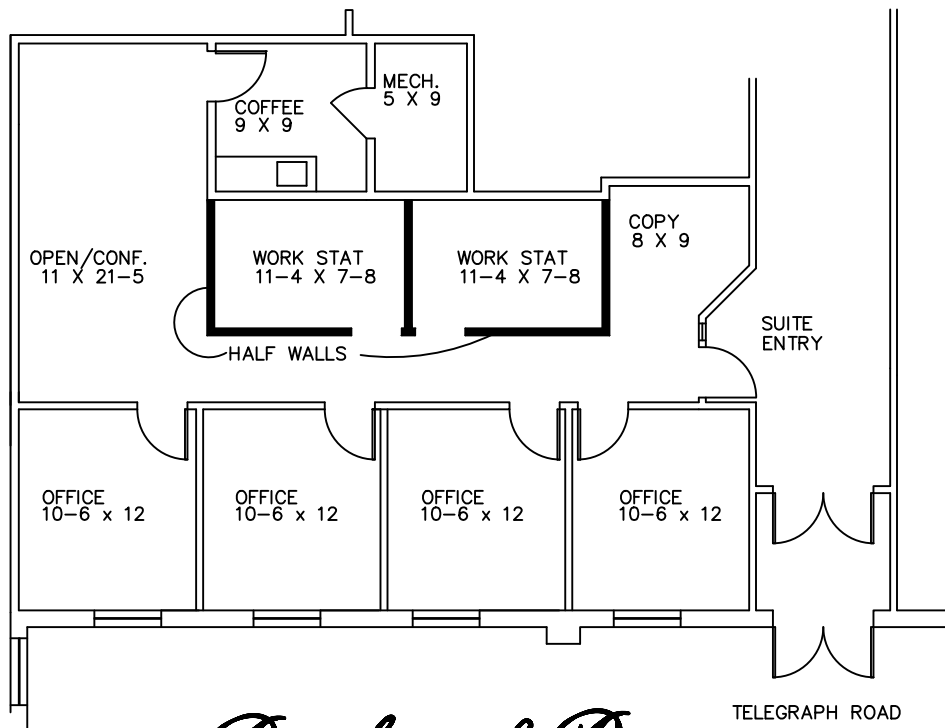 MECH.
5 X 9
COFFEE
9 X 9
COPY
8 X 9
OPEN/CONF.
11 X 21-5
WORK STAT
11-4 X 7-8
WORK STAT
11-4 X 7-8
SUITE
ENTRY
HALF WALLS
OFFICE
10-6 x 12
OFFICE
10-6 x 12
OFFICE
10-6 x 12
OFFICE
10-6 x 12
TELEGRAPH ROAD